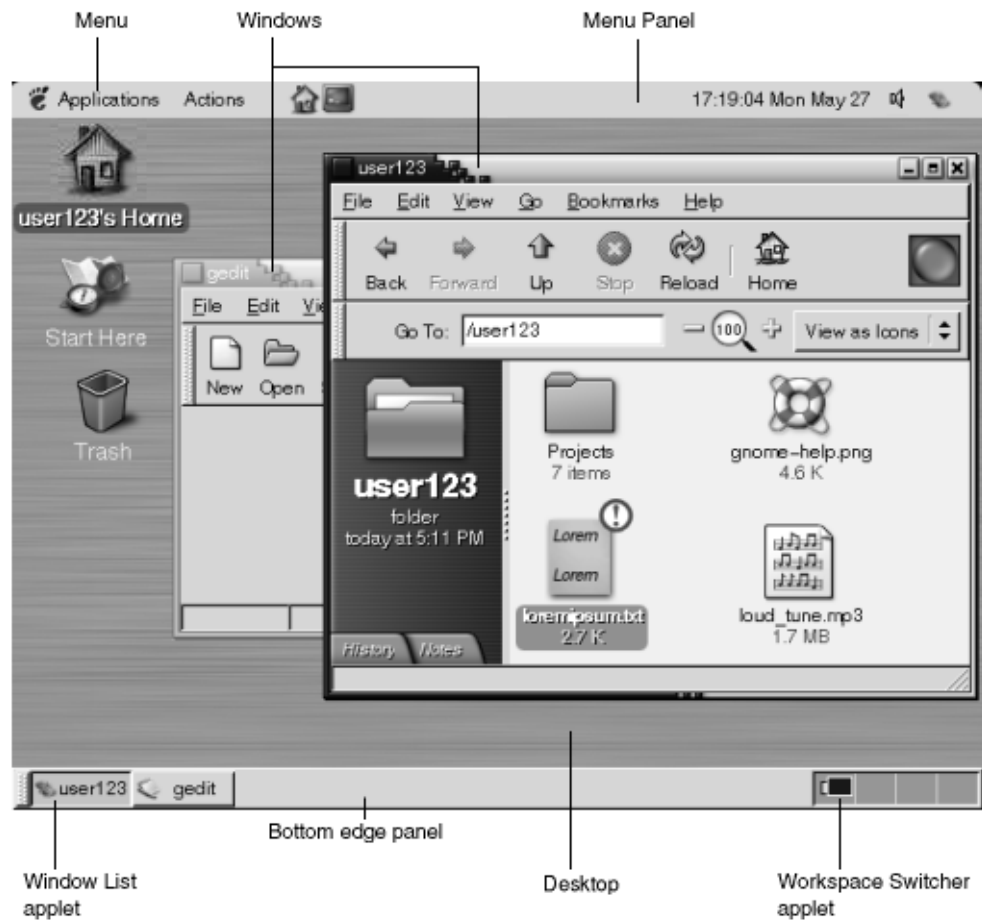 Menu
Windows
Menu Panel
Applications Actions 17:19:04 Mon May 27
user123's Home
Start Here
Trash
gedit
File Edit
New Open
user123
File Edit View Go Bookmarks Help
Back Forward Up Stop Reload Home
Go To: /user123 100 View as Icons
user123
folder
today at 5:11 PM
History Notes
Projects
7 items
gnome-help.png
4.6 K
Lorem
Lorem
loremipsum.txt
2.7 K
loud_tune.mp3
1.7 MB
user123 gedit
Bottom edge panel
Window List
applet
Desktop
Workspace Switcher
applet